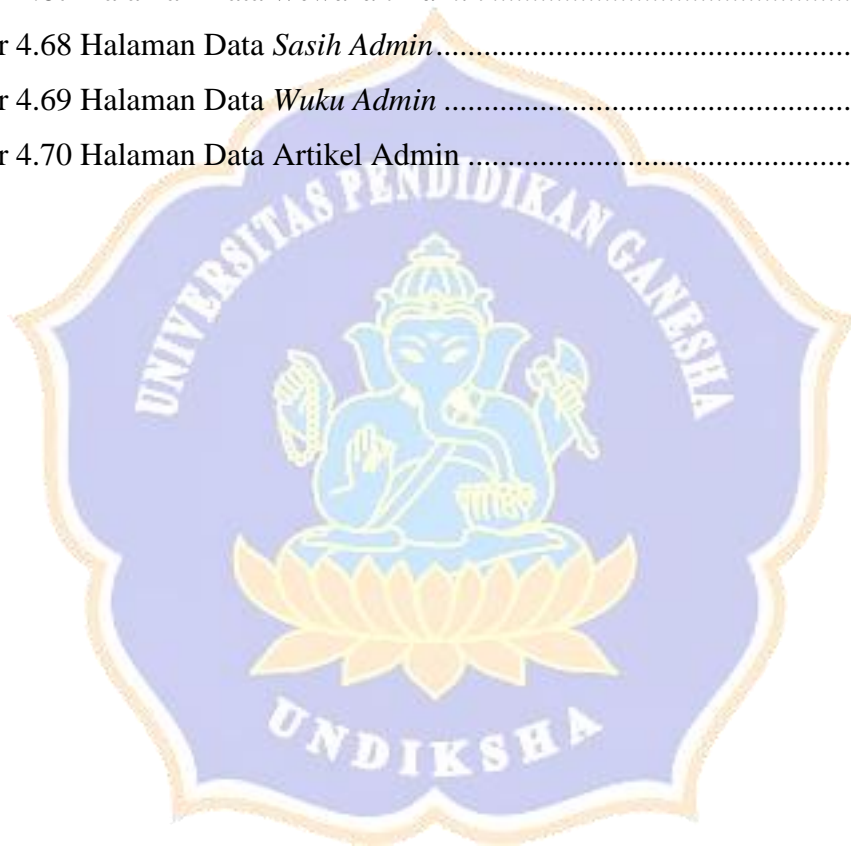 r 4.68 Halaman Data Sasih Admin
r 4.69 Halaman Data Wuku Admin
r 4.70 Halaman Data Artikel Admin
UNIVERSITAS PENDIDIKAN GANESHA
UNDIKSHA